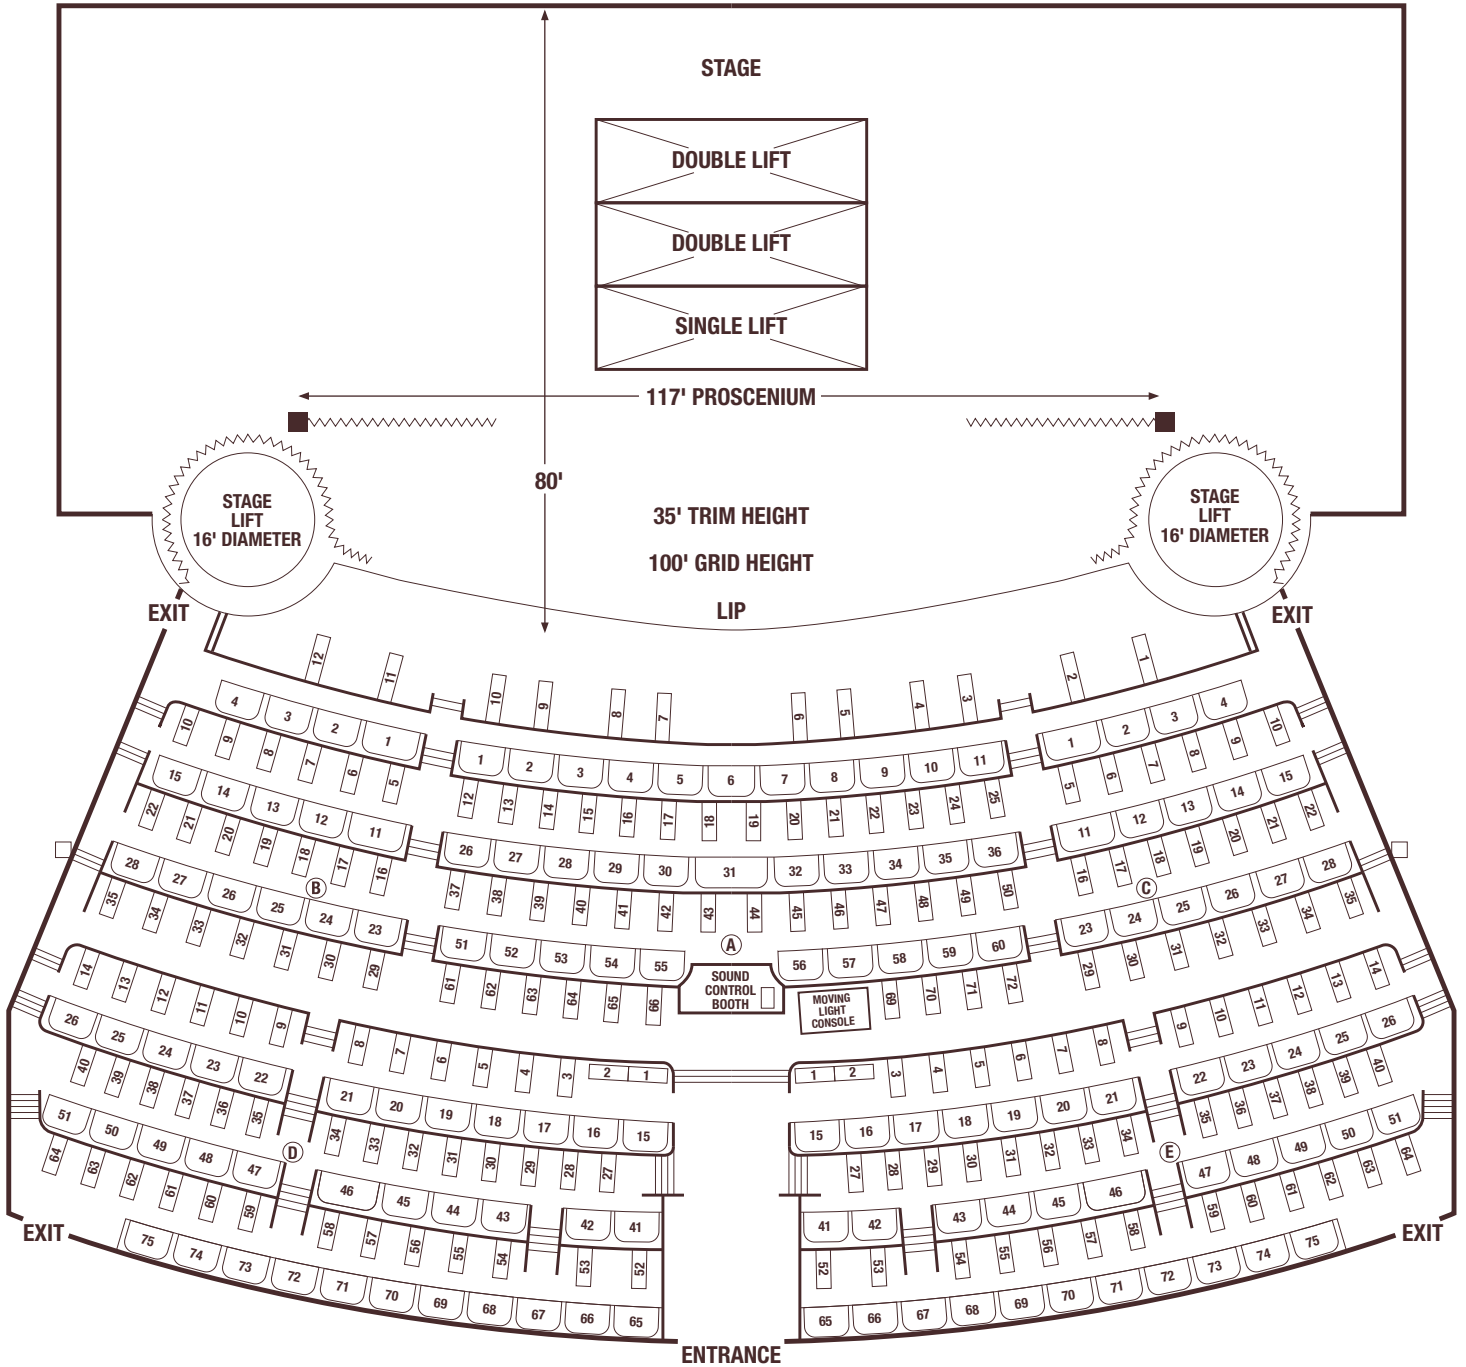 STAGE
DOUBLE LIFT
DOUBLE LIFT
SINGLE LIFT
117' PROSCENIUM
80'
STAGE
LIFT
16' DIAMETER
STAGE
LIFT
16' DIAMETER
35' TRIM HEIGHT
100' GRID HEIGHT
LIP
EXIT
EXIT
12 11 10 9 8 7 6 5 4 3 2 1
4 3 2 1
1 2 3 4 5 6 7 8 9 10 11
1 2 3 4
10 9 8 7 6 5
12 13 14 15 16 17 18 19 20 21 22 23 24 25
5 6 7 8 9 10
15 14 13 12 11
26 27 28 29 30 31 32 33 34 35 36
11 12 13 14 15
22 21 20 19 18 17 16
37 38 39 40 41 42 43 44 45 46 47 48 49 50
16 17 18 19 20 21 22
B
C
28 27 26 25 24 23
51 52 53 54 55
A
56 57 58 59 60
23 24 25 26 27 28
35 34 33 32 31 30 29
61 62 63 64 65 66
SOUND
CONTROL
BOOTH
MOVING
LIGHT
CONSOLE
69 70 71 72
29 30 31 32 33 34 35
14 13 12 11 10 9
8 7 6 5 4 3 2 1
1 2 3 4 5 6 7 8
9 10 11 12 13 14
26 25 24 23 22
21 20 19 18 17 16 15
15 16 17 18 19 20 21
22 23 24 25 26
40 39 38 37 36 35
34 33 32 31 30 29 28 27
27 28 29 30 31 32 33 34
35 36 37 38 39 40
D
E
51 50 49 48 47
46 45 44 43 42 41
41 42 43 44 45 46
47 48 49 50 51
64 63 62 61 60 59
58 57 56 55 54 53 52
52 53 54 55 56 57 58
59 60 61 62 63 64
EXIT
EXIT
75 74 73 72 71 70 69 68 67 66 65
65 66 67 68 69 70 71 72 73 74 75
ENTRANCE